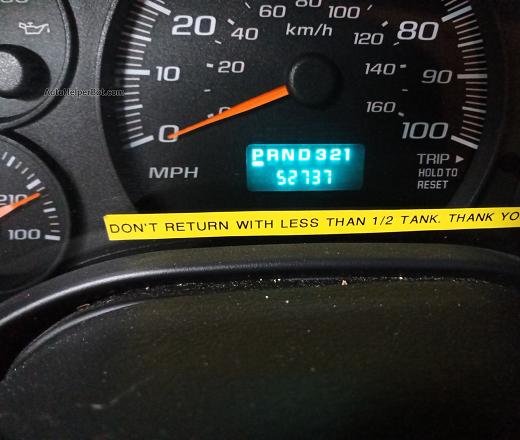 60 80 100
20 40 km/h 120 80
10 20 140 90
AutoHelperBot.com
0 160 100
MPH PRND321 TRIP
52737 HOLD TO
RESET
210
100
DON'T RETURN WITH LESS THAN 1/2 TANK. THANK YO